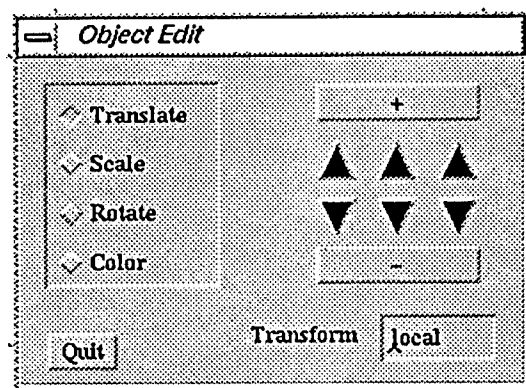 Object Edit
Translate
Scale
Rotate
Color
+
-
Transform local
Quit